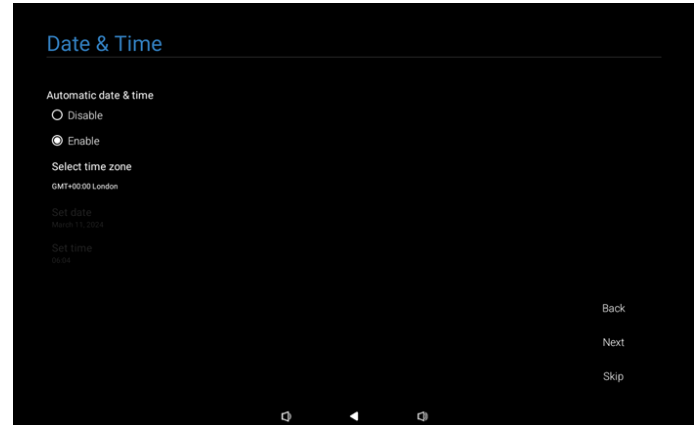 Date & Time
Automatic date & time
Disable
Enable
Select time zone
GMT+00:00 London
Set date
March 11, 2024
Set time
Back
Next
Skip